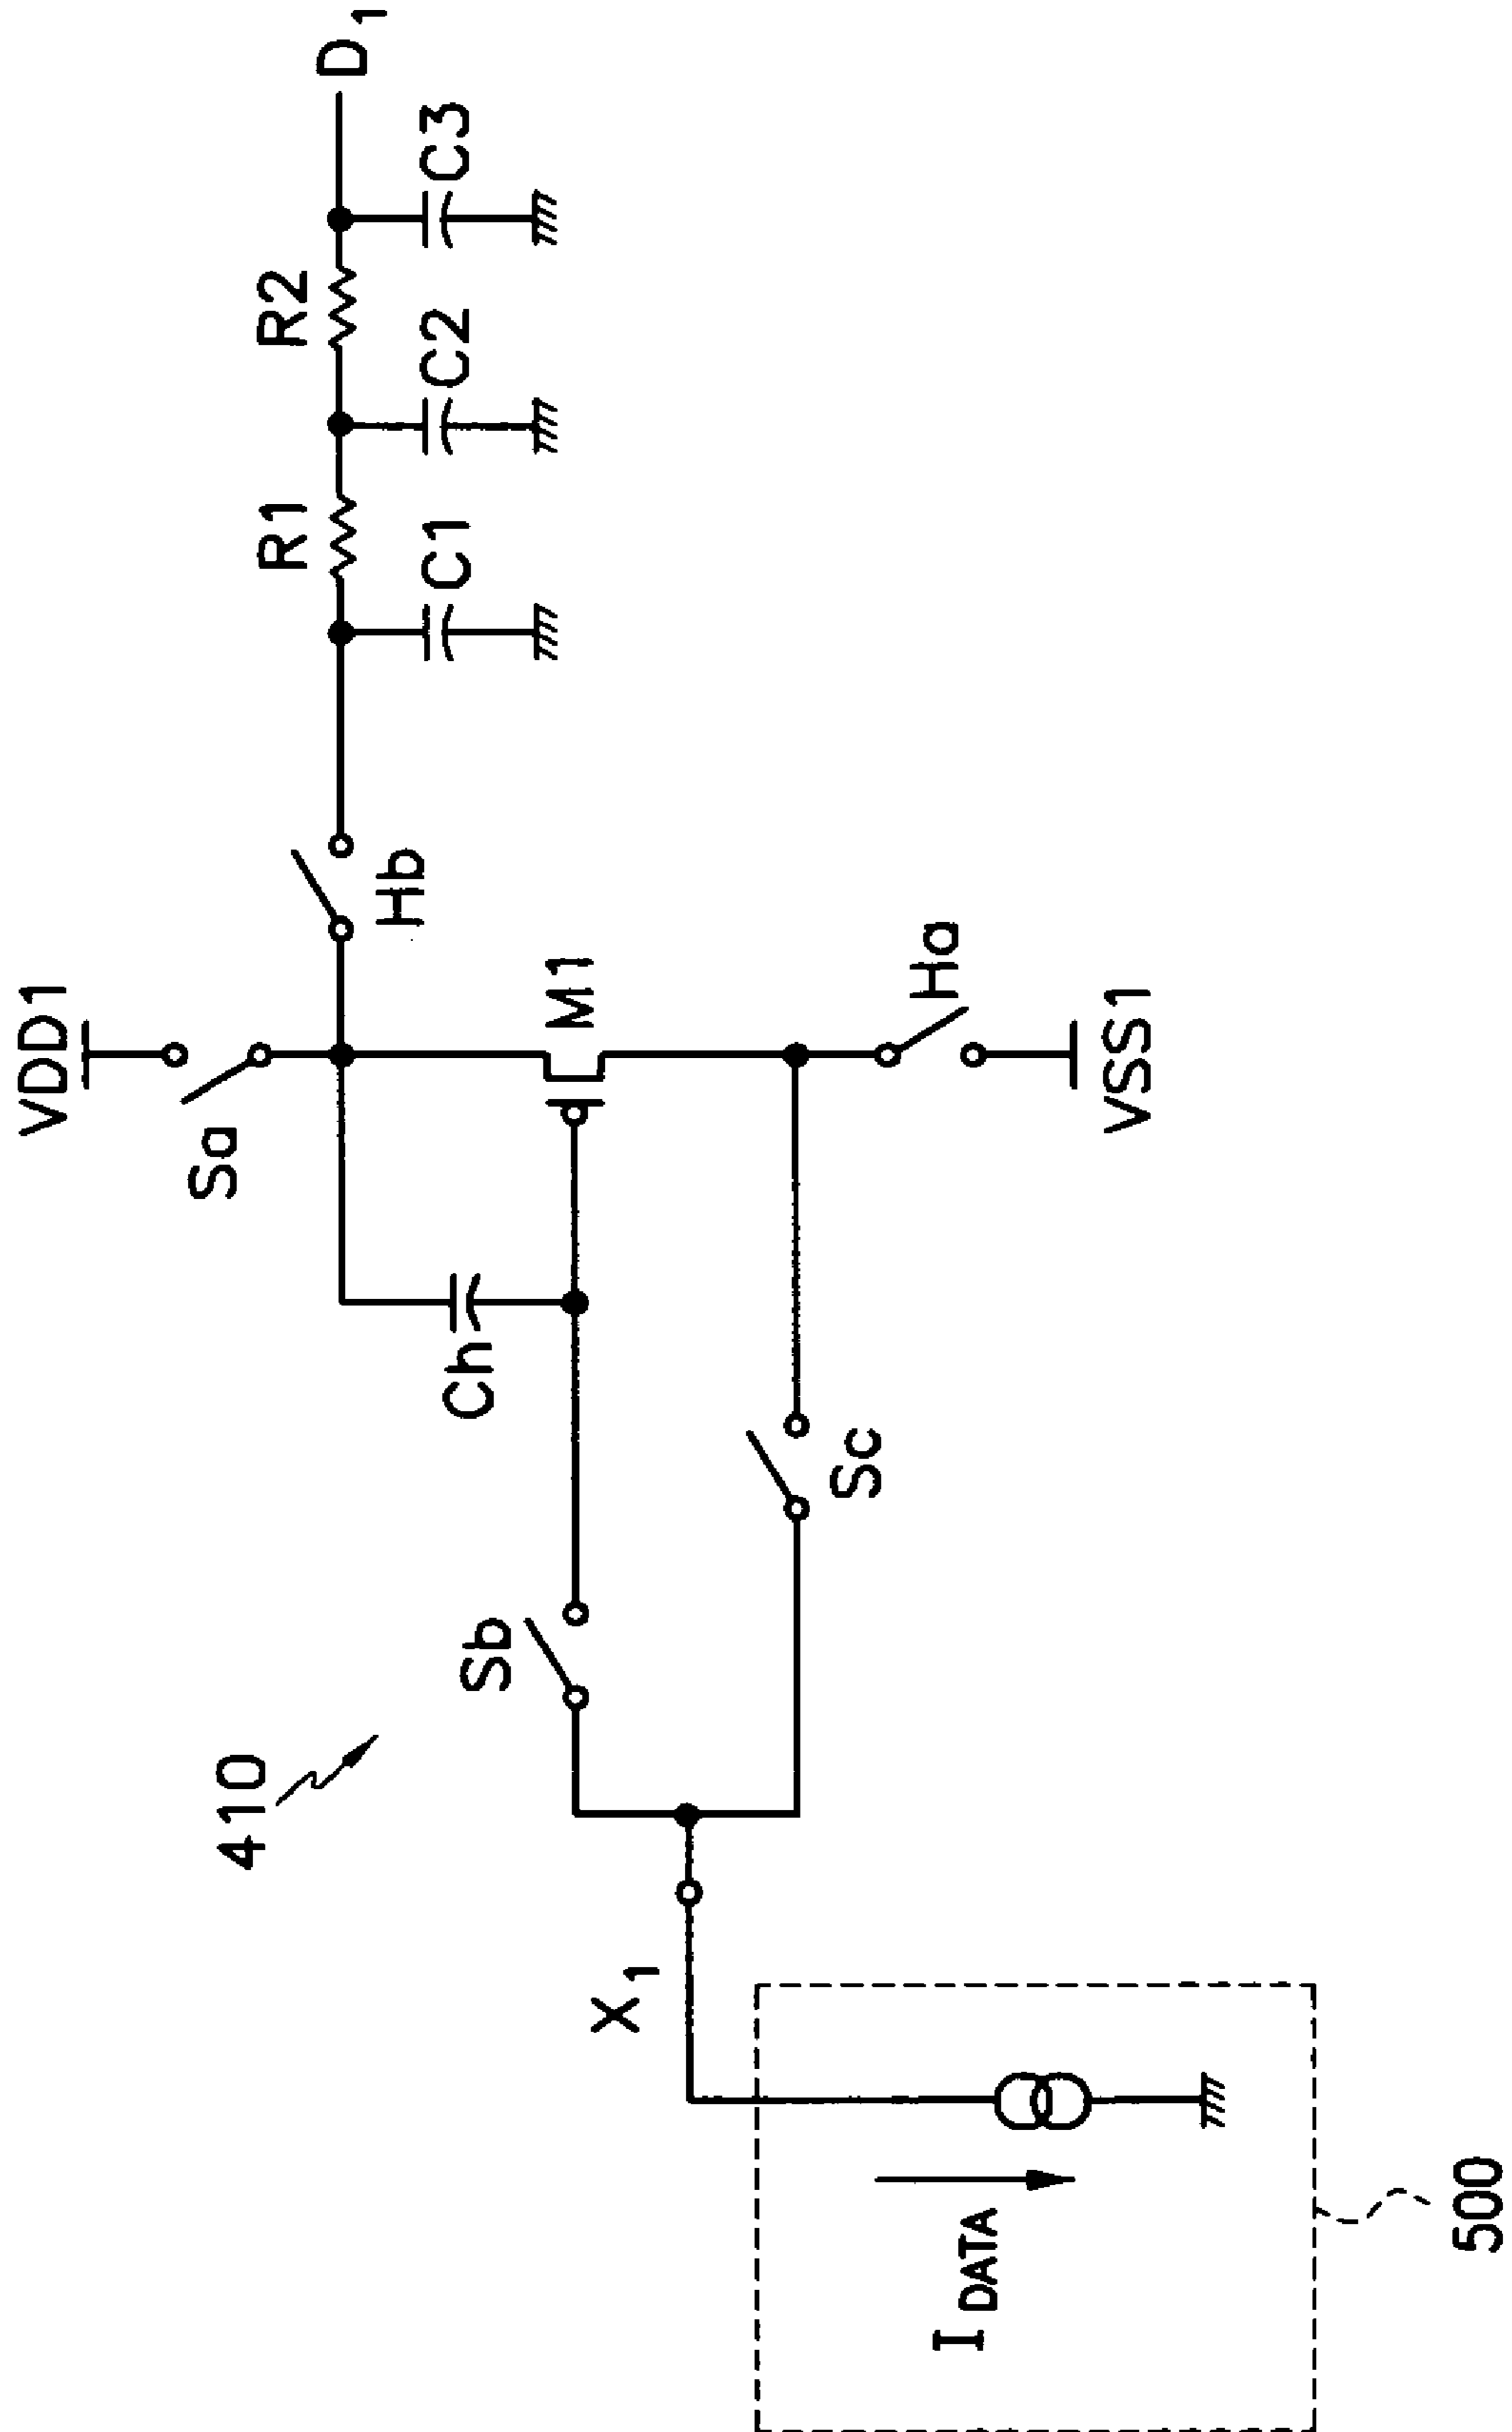 VDD1
Sa
Hb
R1
R2
D1
C1
C2
C3
Ch
M1
Ha
VSS1
410
Sb
Sc
X1
IDATA
500